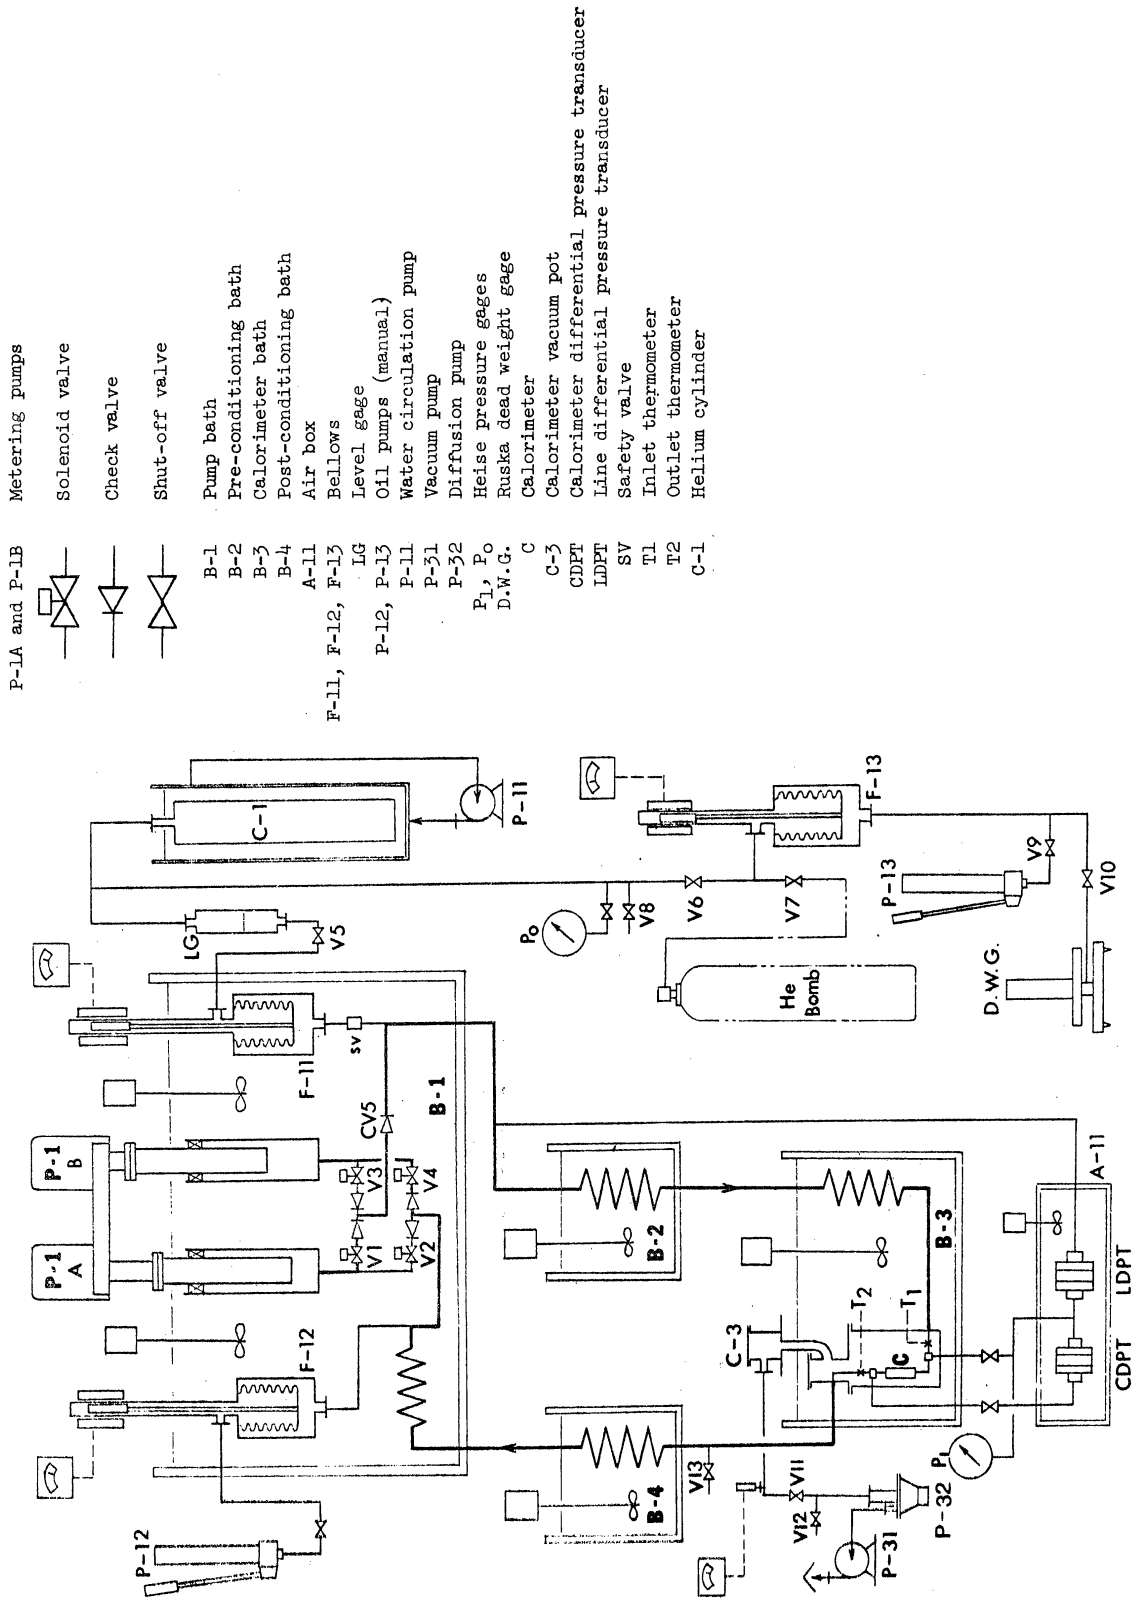 P-1A and P-1B Metering pumps
Solenoid valve
Check valve
Shut-off valve
B-1 Pump bath
B-2 Pre-conditioning bath
B-3 Calorimeter bath
B-4 Post-conditioning bath
A-11 Air box
F-11, F-12, F-13 Bellows
LG Level gage
P-12, P-13 Oil pumps (manual)
P-11 Water circulation pump
P-31 Vacuum pump
P-32 Diffusion pump
P1, Po Heise pressure gages
D.W.G. Ruska dead weight gage
C Calorimeter
C-3 Calorimeter vacuum pot
CDPT Calorimeter differential pressure transducer
LDPT Line differential pressure transducer
SV Safety valve
T1 Inlet thermometer
T2 Outlet thermometer
C-1 Helium cylinder
P-12
F-12
P-1
A
P-1
B
V1
V2
V3
V4
CV5
B-1
F-11
sv
LG
V5
C-1
P-11
B-4
B-2
Po
V8
V6
V7
He
Bomb
F-13
P-13
V9
V10
D.W.G.
V13
V11
V12
P-31
P-32
C-3
T2
T1
C
B-3
P1
A-11
CDPT
LDPT